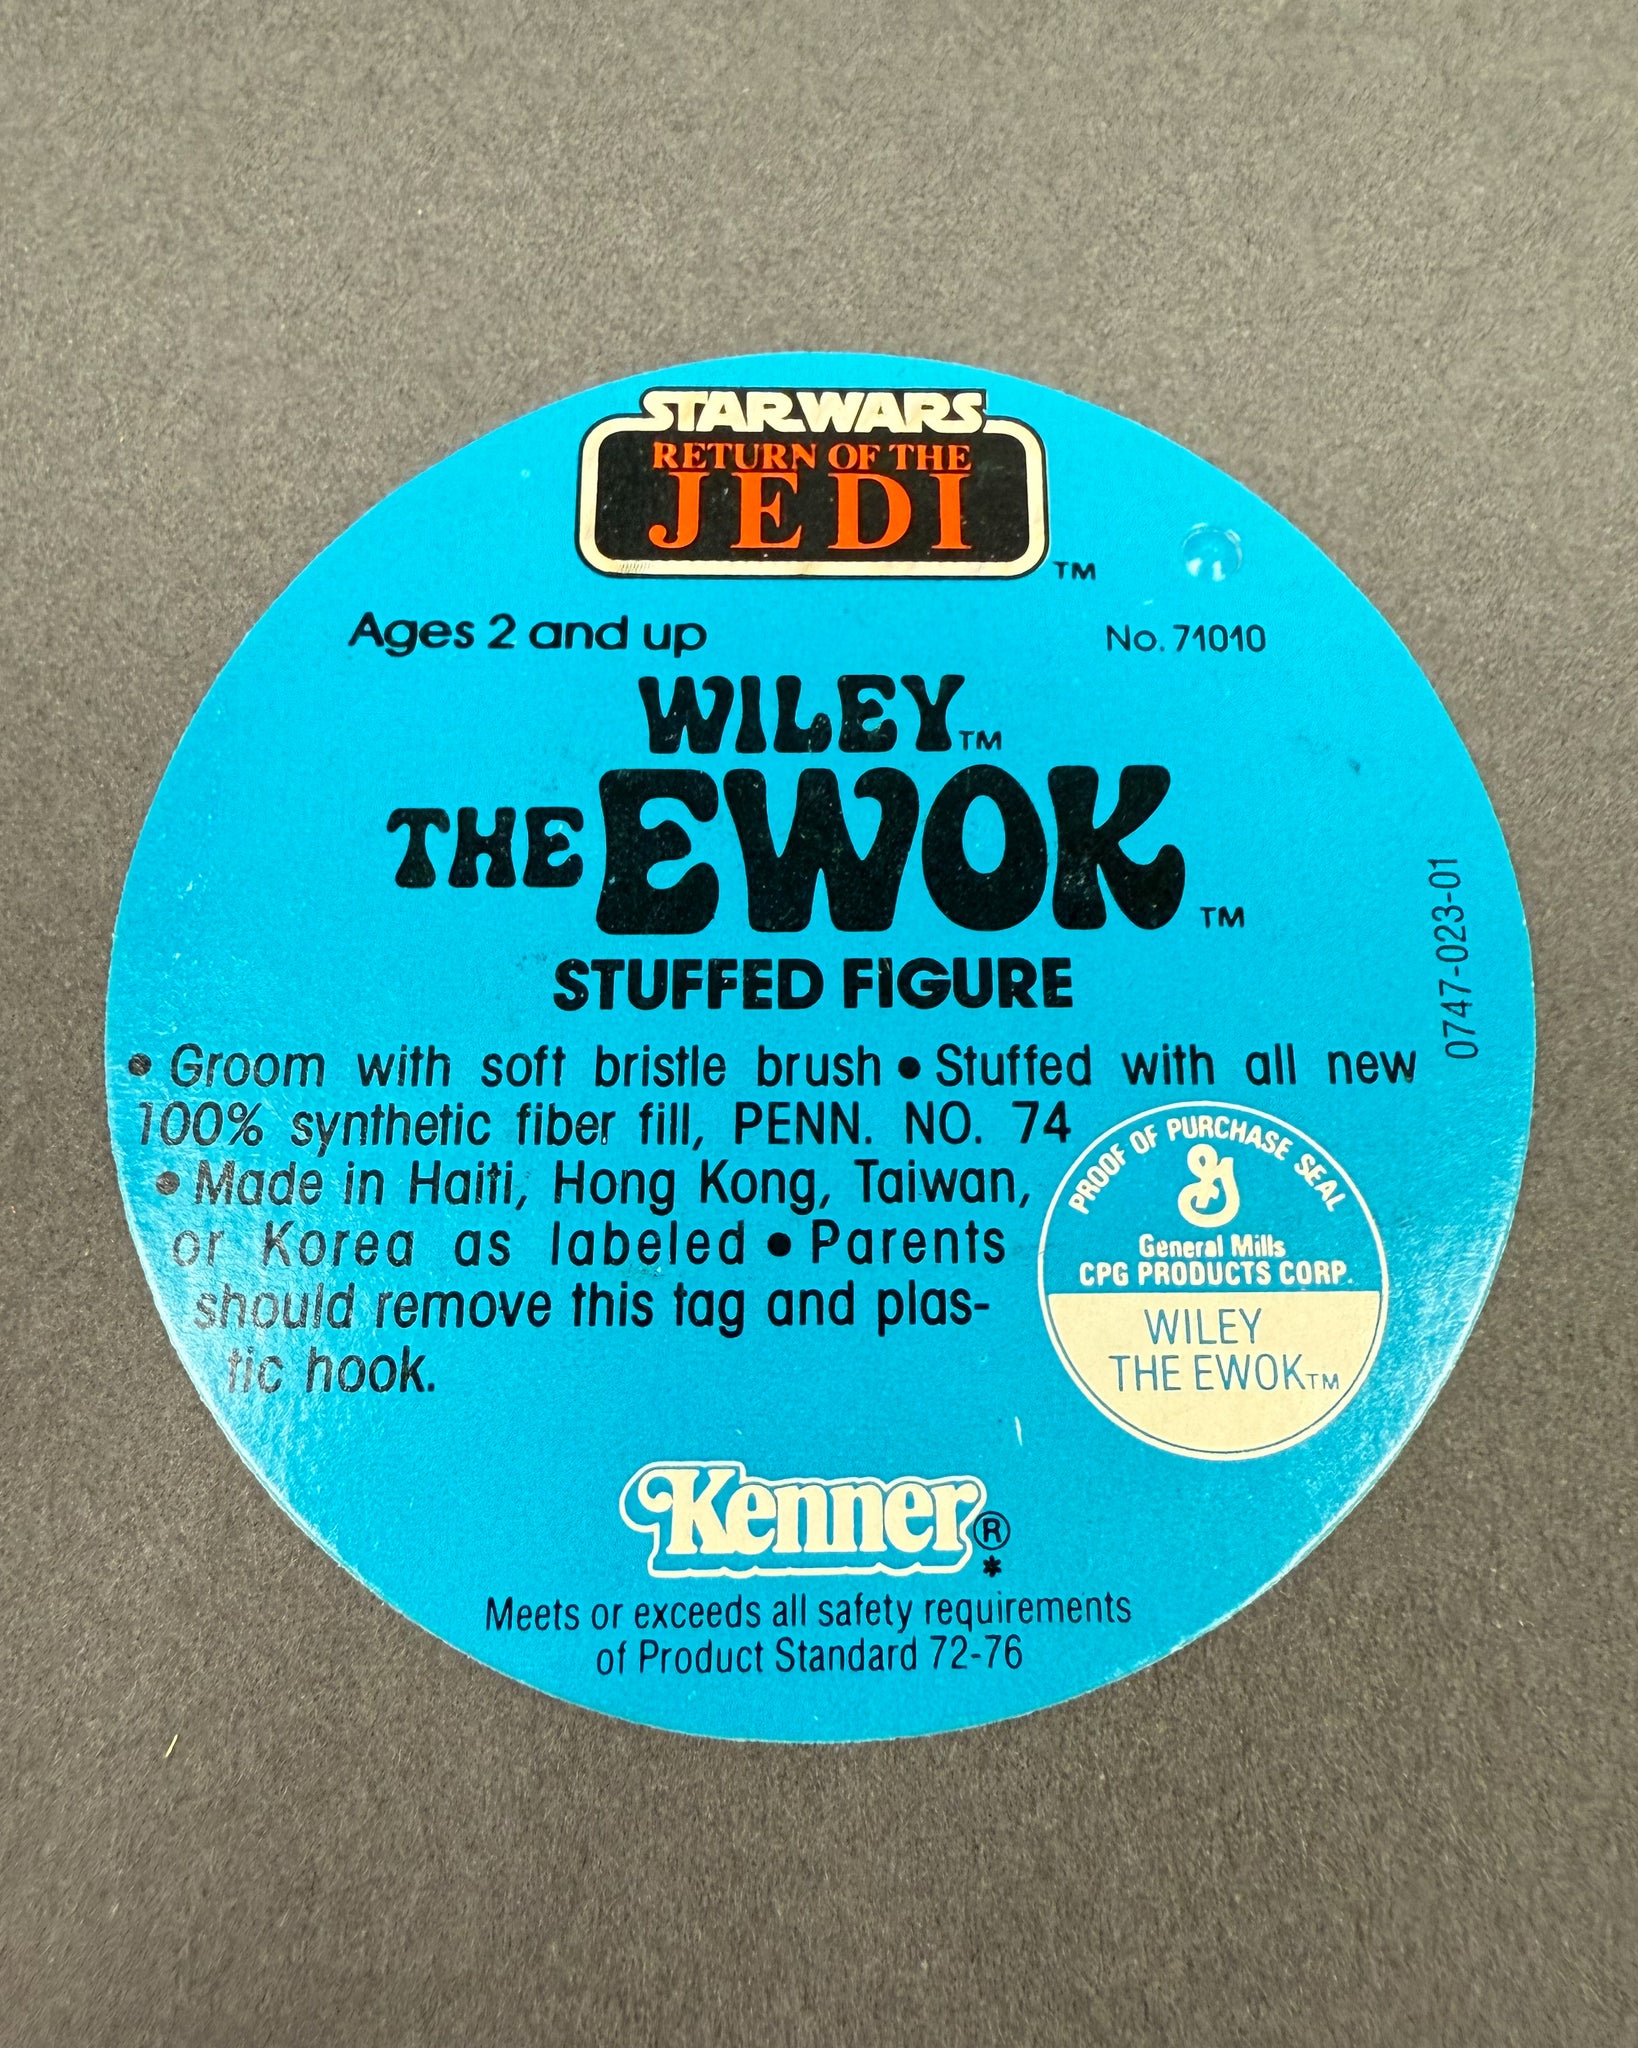 STAR WARS
RETURN OF THE
JEDI
TM
Ages 2 and up
No. 71010
WILEY TM
THE EWOK TM
STUFFED FIGURE
0747-023-01
• Groom with soft bristle brush • Stuffed with all new
100% synthetic fiber fill, PENN. NO. 74
• Made in Haiti, Hong Kong, Taiwan,
or Korea as labeled • Parents
should remove this tag and plas-
tic hook.
PROOF OF PURCHASE SEAL
G
General Mills
CPG PRODUCTS CORP.
WILEY
THE EWOK TM
Kenner®
*
Meets or exceeds all safety requirements
of Product Standard 72-76